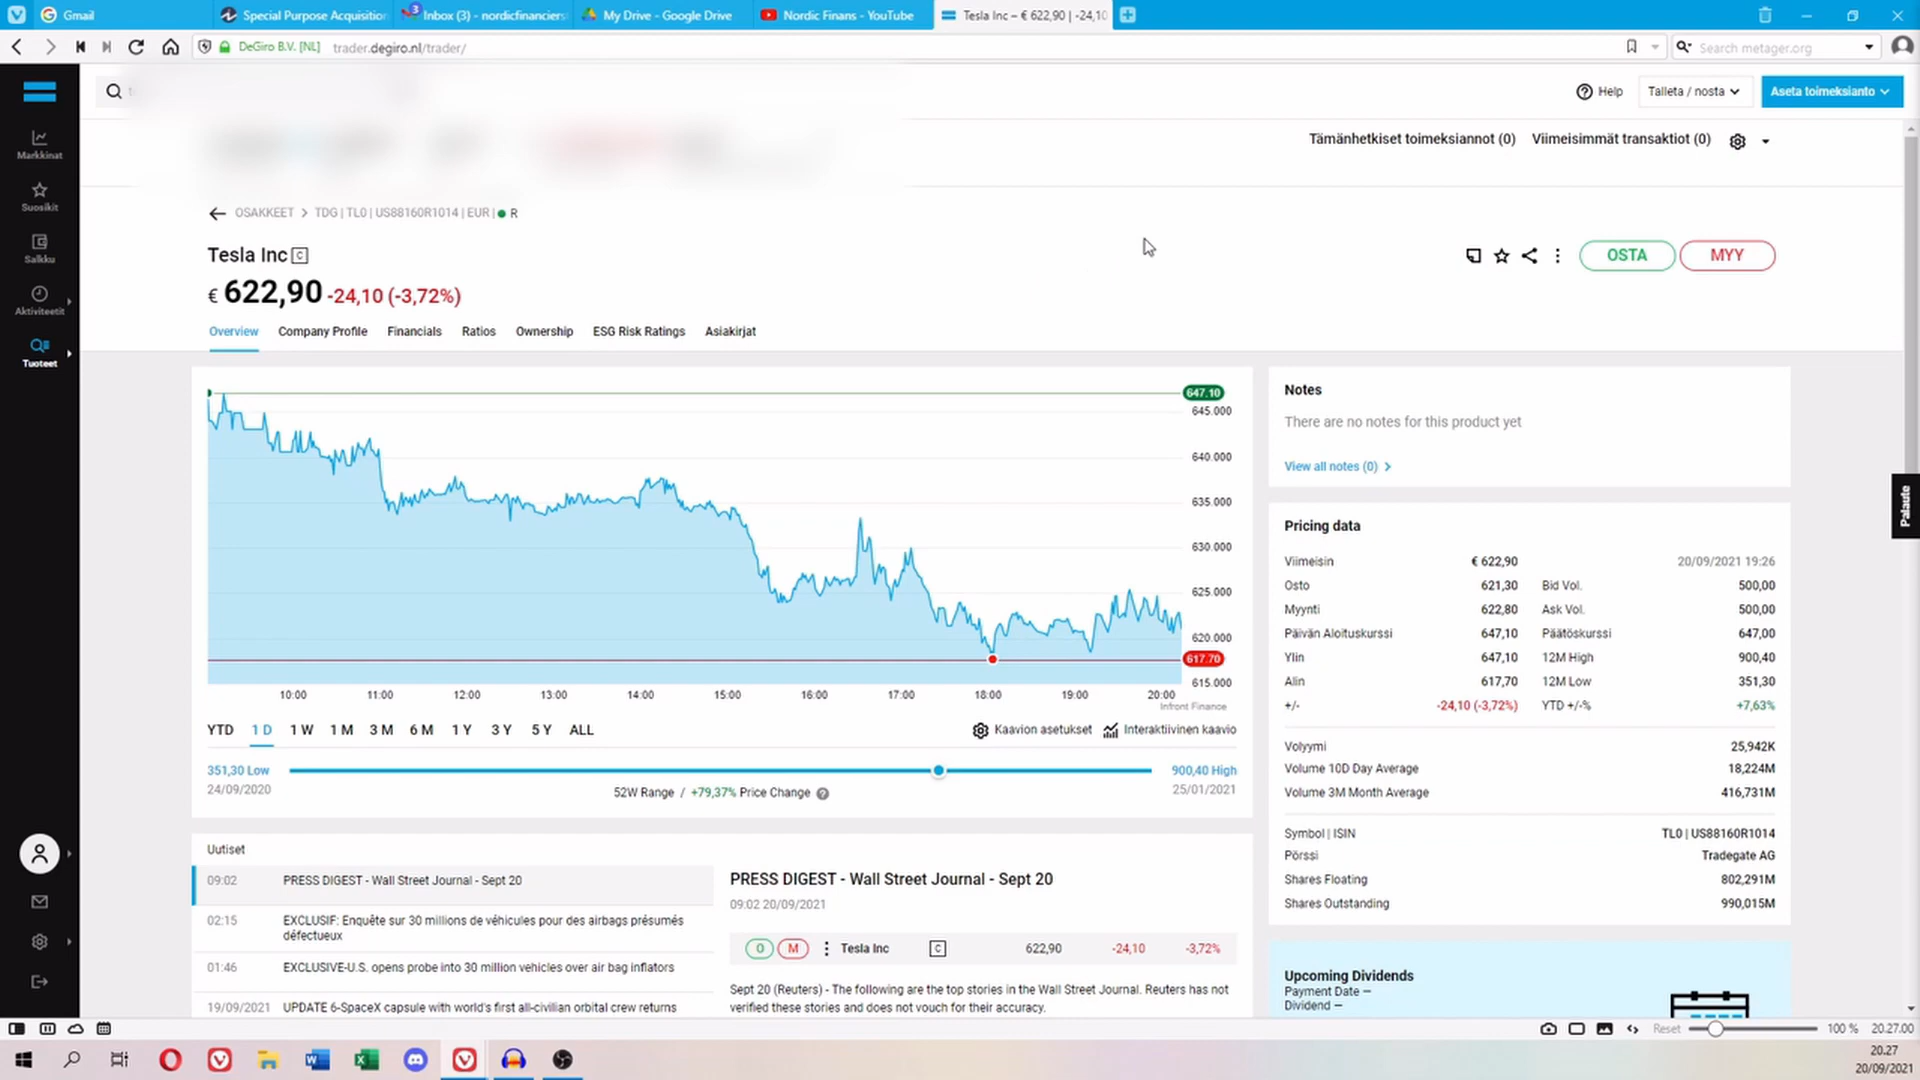 Gmail
Special Purpose Acquisition
Inbox (3) - nordicfinanciers
My Drive - Google Drive
Nordic Finans - YouTube
Tesla Inc – € 622,90 | -24,10
DeGiro B.V. [NL]
trader.degiro.nl/trader/
Search metager.org
Help
Talleta / nosta
Aseta toimeksianto
Markkinat
Suosikit
Salkku
Aktiviteetit
Tuoteet
Tämänhetkiset toimeksiannot (0)
Viimeisimmät transaktiot (0)
OSAKKEET > TDG | TL0 | US88160R1014 | EUR | R
Tesla Inc C
€ 622,90 -24,10 (-3,72%)
OSTA
MYY
Overview Company Profile Financials Ratios Ownership ESG Risk Ratings Asiakirjat
647.10
645.000
640.000
635.000
630.000
625.000
620.000
617.70
615.000
10:00 11:00 12:00 13:00 14:00 15:00 16:00 17:00 18:00 19:00 20:00
Infront Finance
YTD 1 D 1 W 1 M 3 M 6 M 1 Y 3 Y 5 Y ALL
Kaavion asetukset
Interaktiivinen kaavio
351,30 Low
900,40 High
24/09/2020
52W Range / +79,37% Price Change ?
25/01/2021
Notes
There are no notes for this product yet
View all notes (0) >
Palaute
Pricing data
Viimeisin € 622,90 20/09/2021 19:26
Osto 621,30 Bid Vol. 500,00
Myynti 622,80 Ask Vol. 500,00
Päivän Aloituskurssi 647,10 Päätöskurssi 647,00
Ylin 647,10 12M High 900,40
Alin 617,70 12M Low 351,30
+/- -24,10 (-3,72%) YTD +/-% +7,63%
Volyymi 25,942K
Volume 10D Day Average 18,224M
Volume 3M Month Average 416,731M
Symbol | ISIN TL0 | US88160R1014
Pörssi Tradegate AG
Shares Floating 802,291M
Shares Outstanding 990,015M
Upcoming Dividends
Payment Date —
Dividend —
Uutiset
09:02 PRESS DIGEST - Wall Street Journal - Sept 20
02:15 EXCLUSIF: Enquête sur 30 millions de véhicules pour des airbags présumés
défectueux
01:46 EXCLUSIVE-U.S. opens probe into 30 million vehicles over air bag inflators
19/09/2021 UPDATE 6-SpaceX capsule with world's first all-civilian orbital crew returns
PRESS DIGEST - Wall Street Journal - Sept 20
09:02 20/09/2021
O M Tesla Inc C 622,90 -24,10 -3,72%
Sept 20 (Reuters) - The following are the top stories in the Wall Street Journal. Reuters has not
verified these stories and does not vouch for their accuracy.
Reset 100 % 20.27.00
20.27
20/09/2021